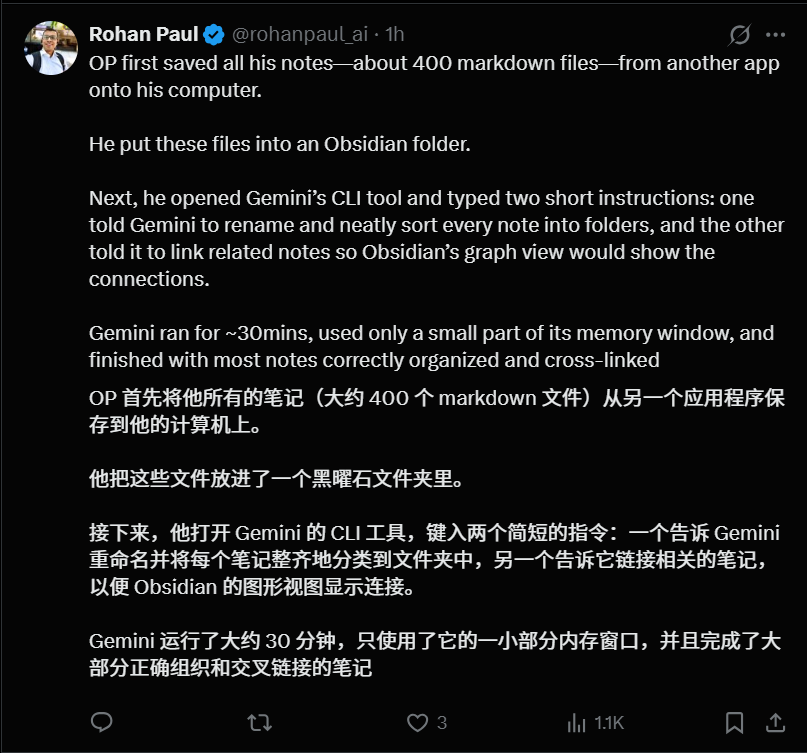 Rohan Paul @rohanpaul_ai · 1h
OP first saved all his notes—about 400 markdown files—from another app
onto his computer.
He put these files into an Obsidian folder.
Next, he opened Gemini’s CLI tool and typed two short instructions: one
told Gemini to rename and neatly sort every note into folders, and the other
told it to link related notes so Obsidian’s graph view would show the
connections.
Gemini ran for ~30mins, used only a small part of its memory window, and
finished with most notes correctly organized and cross-linked
OP 首先将他所有的笔记（大约 400 个 markdown 文件）从另一个应用程序保
存到他的计算机上。
他把这些文件放进了一个黑曜石文件夹里。
接下来，他打开 Gemini 的 CLI 工具，键入两个简短的指令：一个告诉 Gemini
重命名并将每个笔记整齐地分类到文件夹中，另一个告诉它链接相关的笔记，
以便 Obsidian 的图形视图显示连接。
Gemini 运行了大约 30 分钟，只使用了它的一小部分内存窗口，并且完成了大
部分正确组织和交叉链接的笔记
3 1.1K